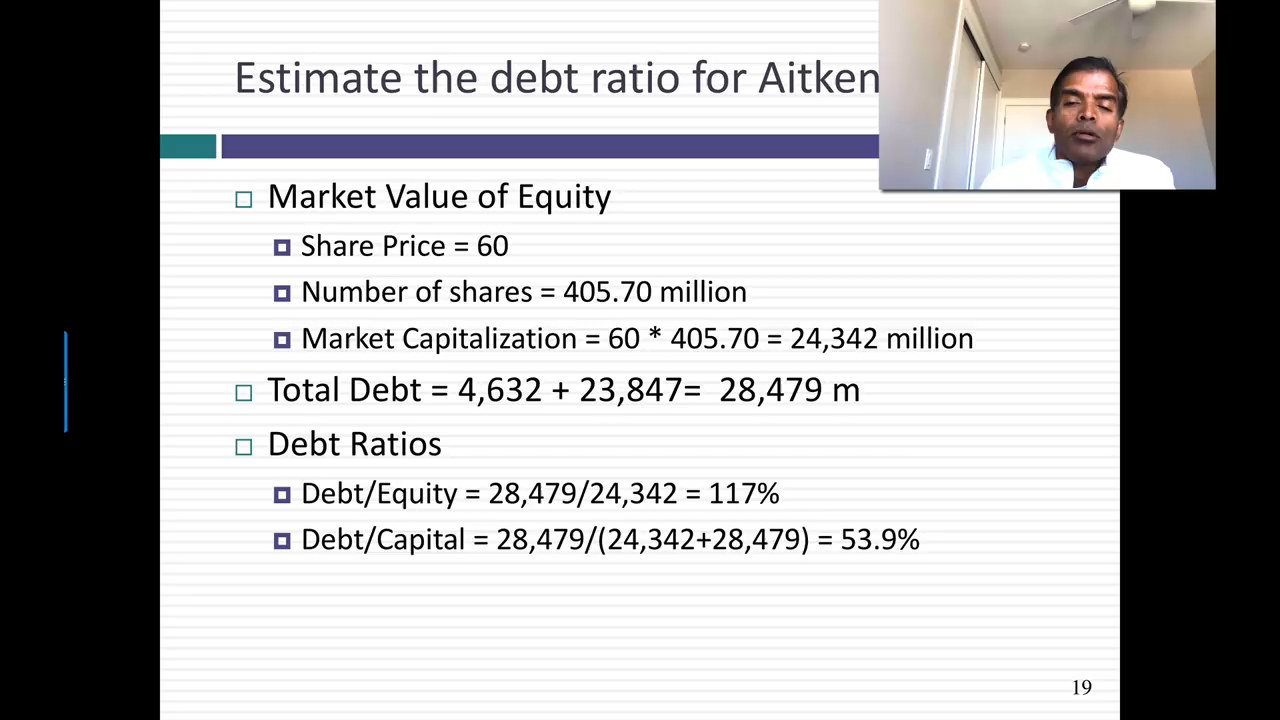 Estimate the debt ratio for Aitken
Market Value of Equity
Share Price = 60
Number of shares = 405.70 million
Market Capitalization = 60 * 405.70 = 24,342 million
Total Debt = 4,632 + 23,847=  28,479 m
Debt Ratios
Debt/Equity = 28,479/24,342 = 117%
Debt/Capital = 28,479/(24,342+28,479) = 53.9%
19